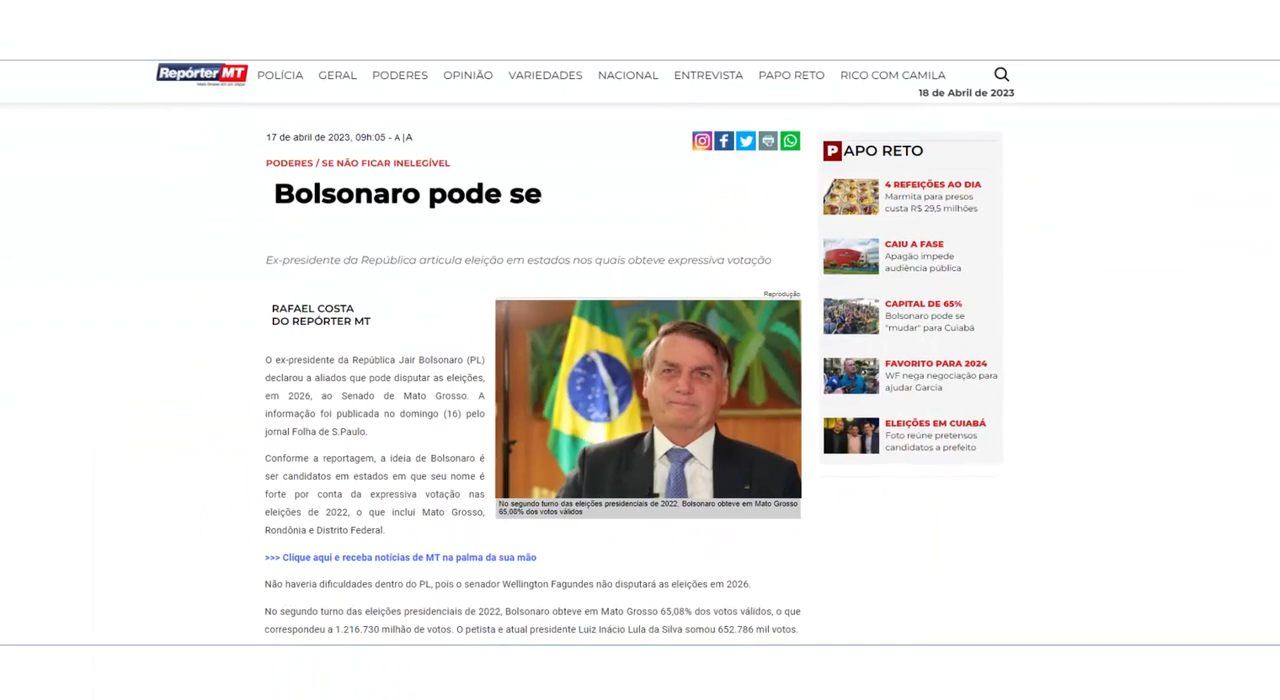 Repórter MT
POLÍCIA GERAL PODERES OPINIÃO VARIEDADES NACIONAL ENTREVISTA PAPO RETO RICO COM CAMILA
18 de Abril de 2023
17 de abril de 2023, 09h:05 - A | A
PODERES / SE NÃO FICAR INELEGÍVEL
Bolsonaro pode se
Ex-presidente da República articula eleição em estados nos quais obteve expressiva votação
RAFAEL COSTA
DO REPÓRTER MT
Reprodução
O ex-presidente da República Jair Bolsonaro (PL)
declarou a aliados que pode disputar as eleições,
em 2026, ao Senado de Mato Grosso. A
informação foi publicada no domingo (16) pelo
jornal Folha de S.Paulo.
Conforme a reportagem, a ideia de Bolsonaro é
ser candidatos em estados em que seu nome é
forte por conta da expressiva votação nas
eleições de 2022, o que inclui Mato Grosso,
Rondônia e Distrito Federal.
No segundo turno das eleições presidenciais de 2022, Bolsonaro obteve em Mato Grosso
65,08% dos votos válidos
>>> Clique aqui e receba notícias de MT na palma da sua mão
Não haveria dificuldades dentro do PL, pois o senador Wellington Fagundes não disputará as eleições em 2026.
No segundo turno das eleições presidenciais de 2022, Bolsonaro obteve em Mato Grosso 65,08% dos votos válidos, o que
correspondeu a 1.216.730 milhão de votos. O petista e atual presidente Luiz Inácio Lula da Silva somou 652.786 mil votos.
PAPO RETO
4 REFEIÇÕES AO DIA
Marmita para presos
custa R$ 29,5 milhões
CAIU A FASE
Apagão impede
audiência pública
CAPITAL DE 65%
Bolsonaro pode se
"mudar" para Cuiabá
FAVORITO PARA 2024
WF nega negociação para
ajudar Garcia
ELEIÇÕES EM CUIABÁ
Foto reúne pretensos
candidatos a prefeito